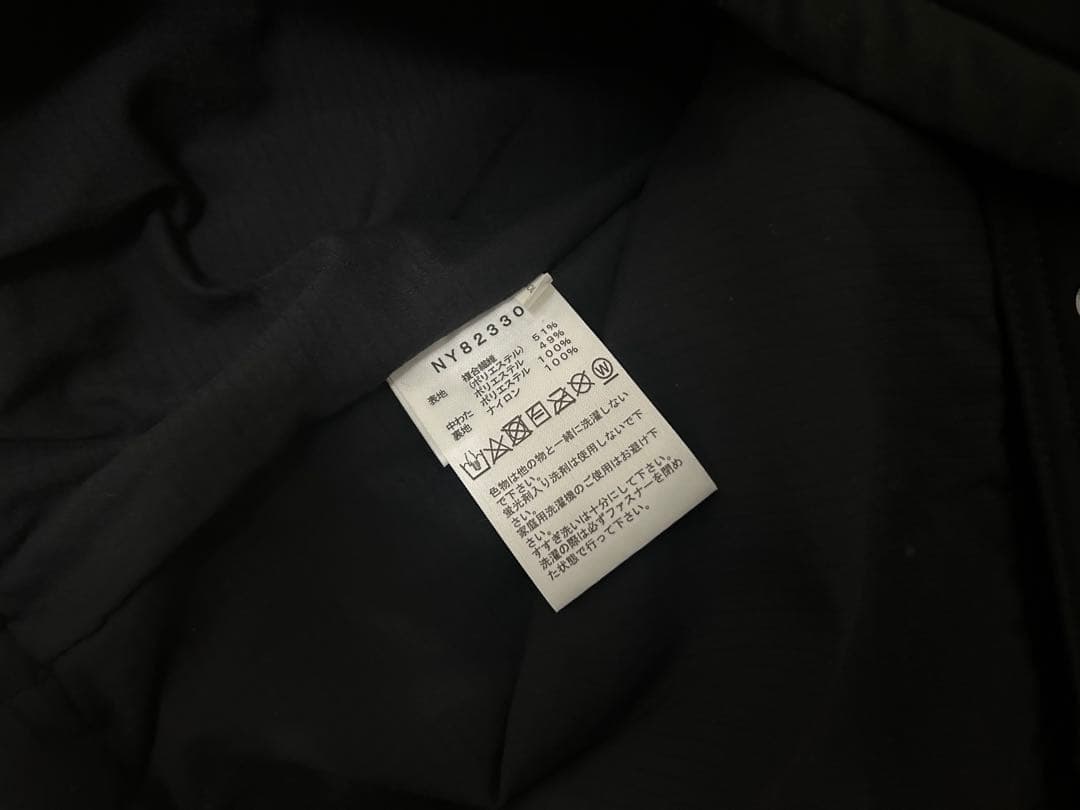 NY82330
表地 複合繊維 51%
(ポリエステル)
ポリエステル 49%
中わた ポリエステル 100%
裏地 ナイロン 100%
W
色物は他の物と一緒に洗濯しない
で下さい。
蛍光剤入り洗剤は使用しないで下
さい。
家庭用洗濯機のご使用はお避け下
さい。
すすぎ洗いは十分にして下さい。
洗濯の際は必ずファスナーを閉め
た状態で行って下さい。